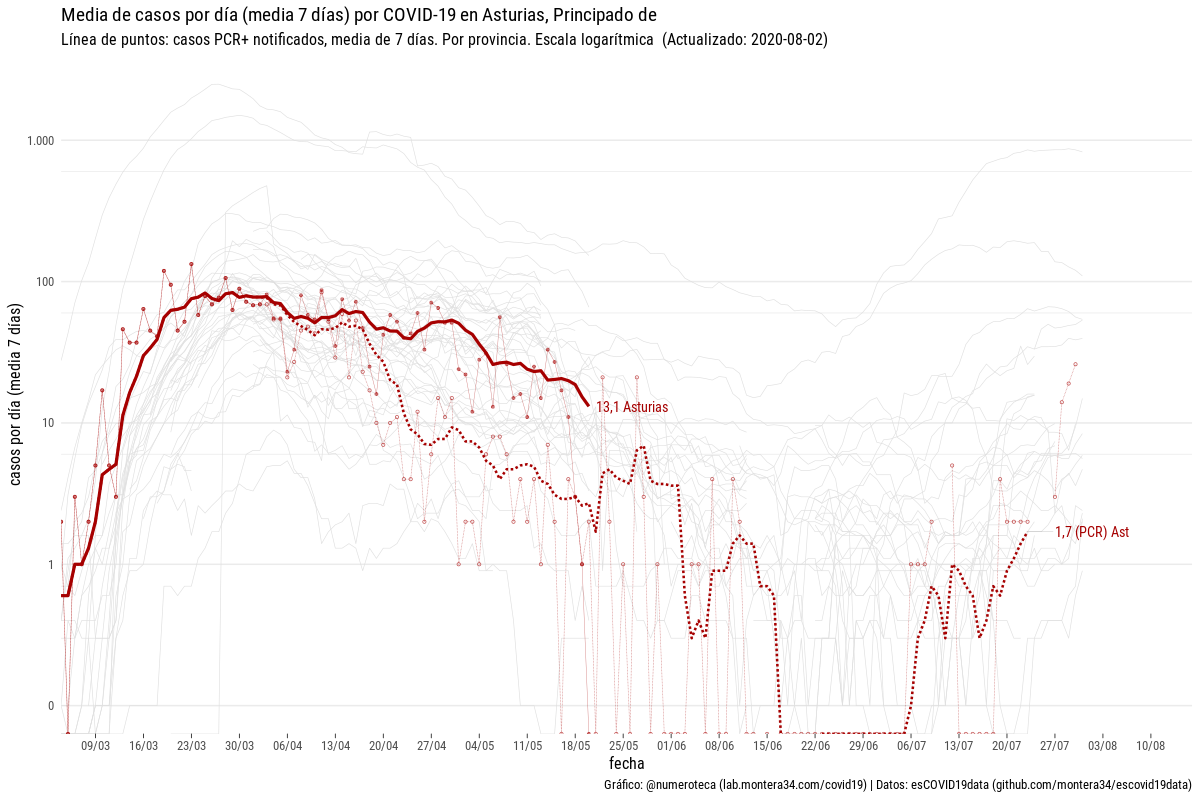 Media de casos por día (media 7 días) por COVID-19 en Asturias, Principado de
Línea de puntos: casos PCR+ notificados, media de 7 días. Por provincia. Escala logarítmica  (Actualizado: 2020-08-02)
casos por día (media 7 días)
1.000
100
10
1
0
13,1 Asturias
1,7 (PCR) Ast
09/03 16/03 23/03 30/03 06/04 13/04 20/04 27/04 04/05 11/05 18/05 25/05 01/06 08/06 15/06 22/06 29/06 06/07 13/07 20/07 27/07 03/08 10/08
fecha
Gráfico: @numeroteca (lab.montera34.com/covid19) | Datos: esCOVID19data (github.com/montera34/escovid19data)